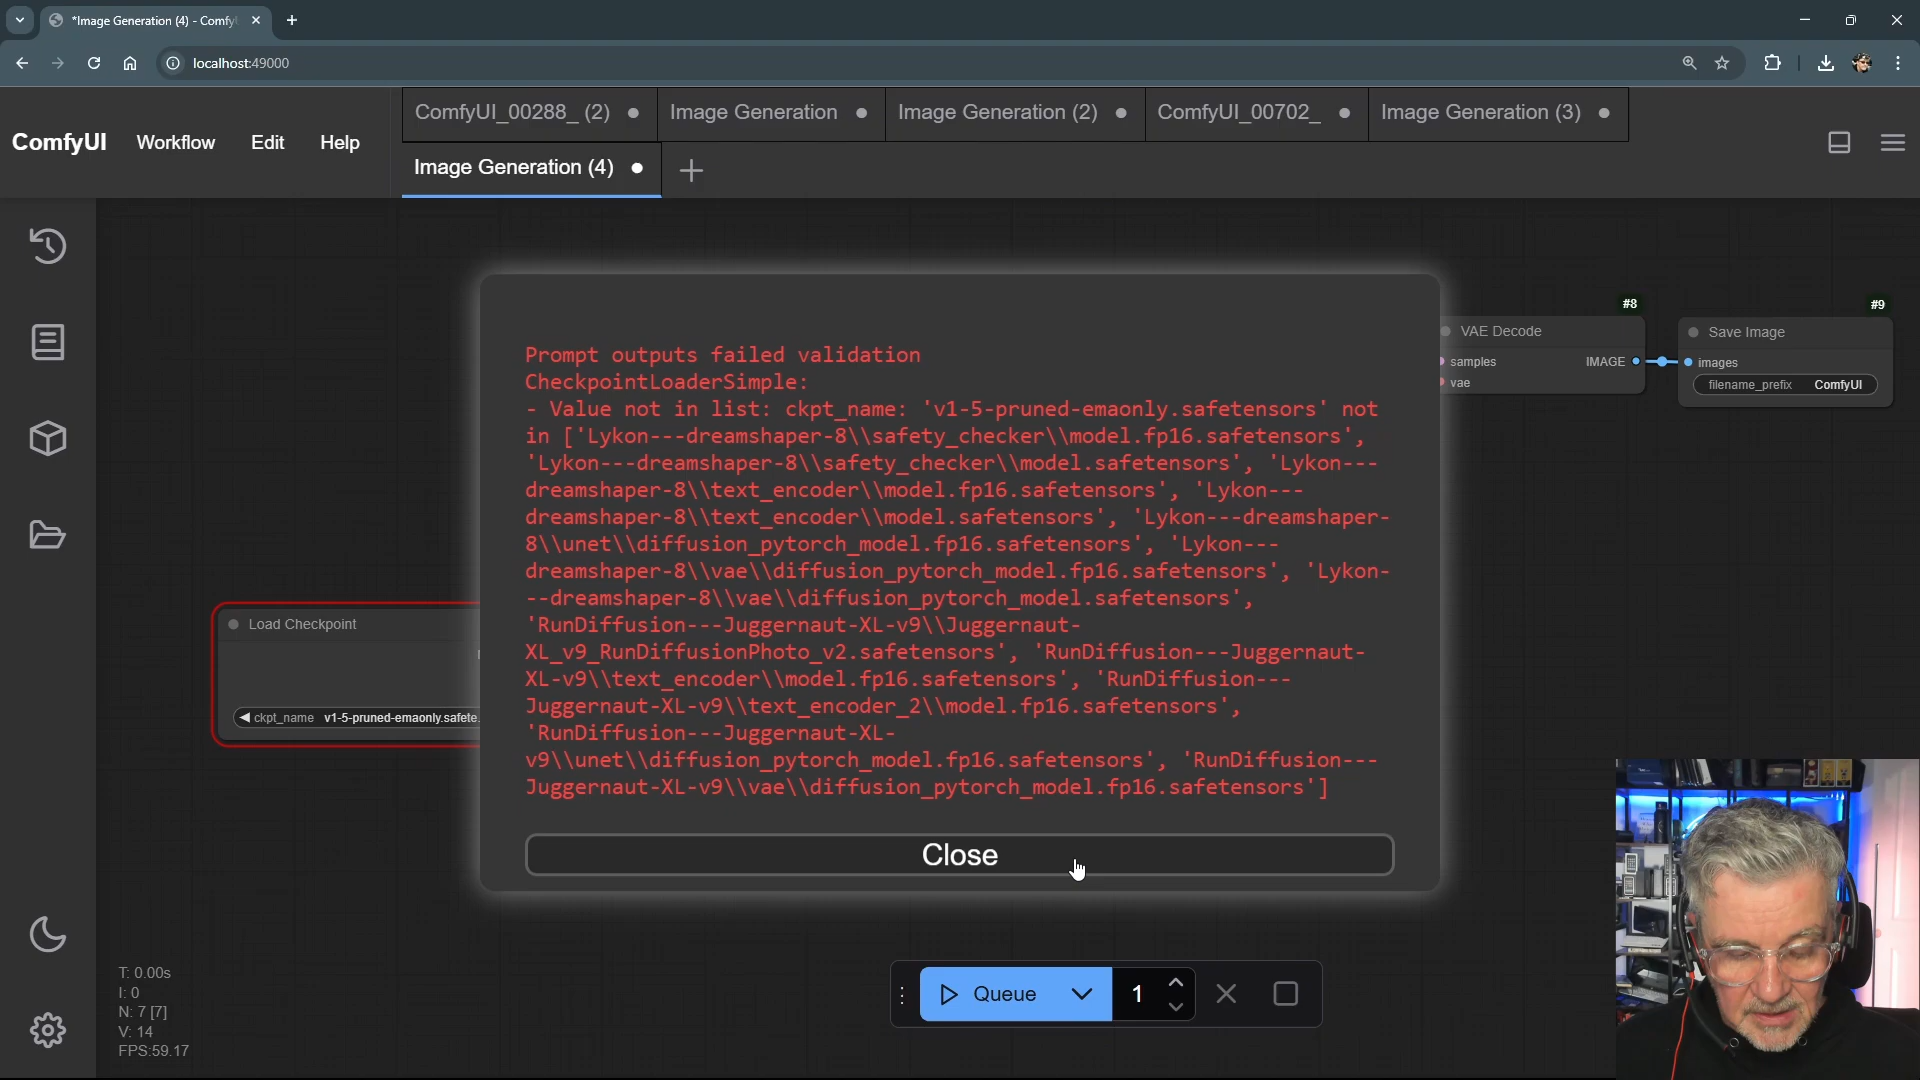 *Image Generation (4) - Comfy
localhost:49000
ComfyUI
Workflow
Edit
Help
ComfyUI_00288_ (2)
Image Generation
Image Generation (2)
ComfyUI_00702_
Image Generation (3)
Image Generation (4)
Prompt outputs failed validation
CheckpointLoaderSimple:
- Value not in list: ckpt_name: 'v1-5-pruned-emaonly.safetensors' not
in ['Lykon---dreamshaper-8\\safety_checker\\model.fp16.safetensors',
'Lykon---dreamshaper-8\\safety_checker\\model.safetensors', 'Lykon---
dreamshaper-8\\text_encoder\\model.fp16.safetensors', 'Lykon---
dreamshaper-8\\text_encoder\\model.safetensors', 'Lykon---dreamshaper-
8\\unet\\diffusion_pytorch_model.fp16.safetensors', 'Lykon---
dreamshaper-8\\vae\\diffusion_pytorch_model.fp16.safetensors', 'Lykon-
--dreamshaper-8\\vae\\diffusion_pytorch_model.safetensors',
'RunDiffusion---Juggernaut-XL-v9\\Juggernaut-
XL_v9_RunDiffusionPhoto_v2.safetensors', 'RunDiffusion---Juggernaut-
XL-v9\\text_encoder\\model.fp16.safetensors', 'RunDiffusion---
Juggernaut-XL-v9\\text_encoder_2\\model.fp16.safetensors',
'RunDiffusion---Juggernaut-XL-
v9\\unet\\diffusion_pytorch_model.fp16.safetensors', 'RunDiffusion---
Juggernaut-XL-v9\\vae\\diffusion_pytorch_model.fp16.safetensors']
Close
#8
VAE Decode
samples
IMAGE
vae
#9
Save Image
images
filename_prefix ComfyUI
Load Checkpoint
ckpt_name v1-5-pruned-emaonly.safete
T: 0.00s
I: 0
N: 7 [7]
V: 14
FPS:59.17
Queue
1